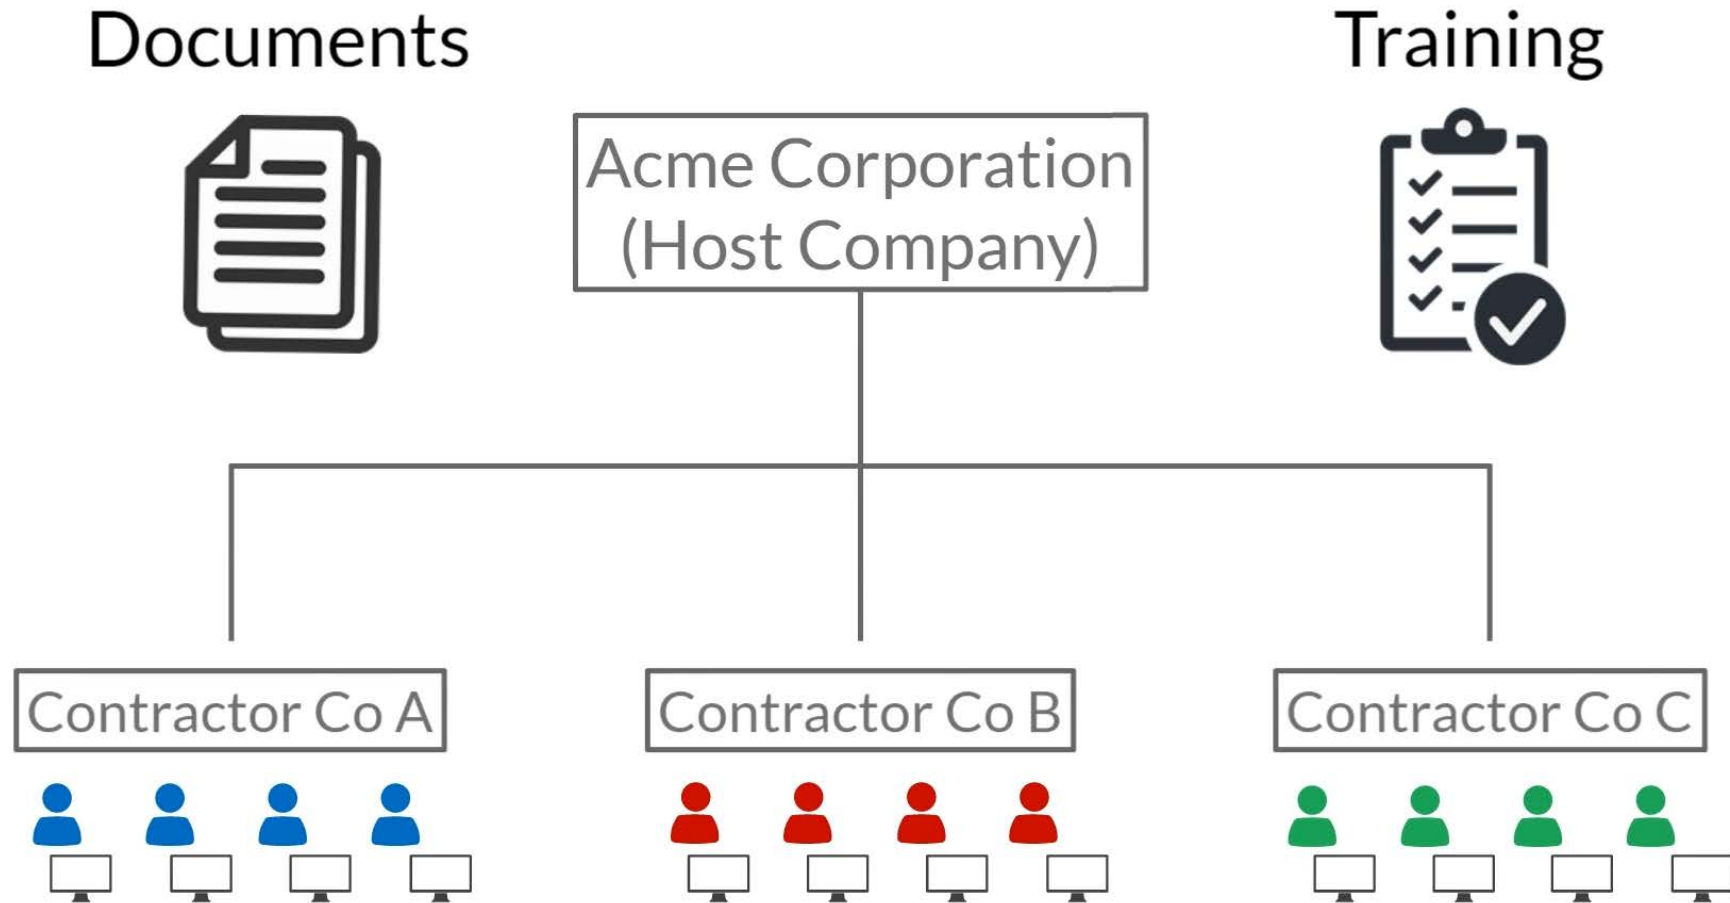 Documents
Training
Acme Corporation
(Host Company)
Contractor Co A
Contractor Co B
Contractor Co C